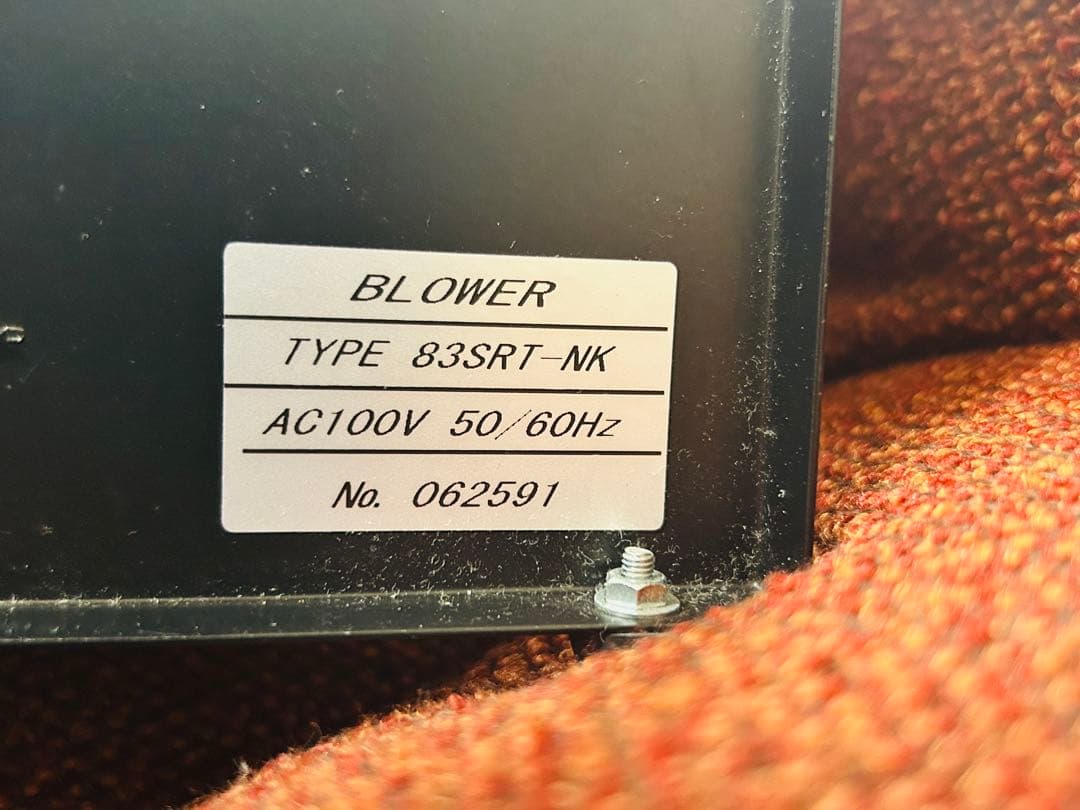 BLOWER
TYPE 83SRT-NK
AC100V 50/60Hz
No. 062591